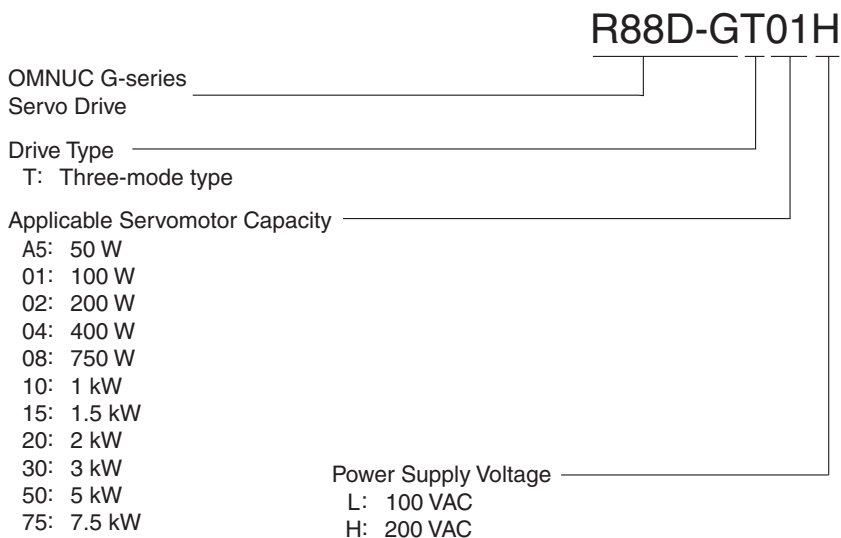 R88D-GT01H
OMNUC G-series
Servo Drive
Drive Type
T: Three-mode type
Applicable Servomotor Capacity
A5: 50 W
01: 100 W
02: 200 W
04: 400 W
08: 750 W
10: 1 kW
15: 1.5 kW
20: 2 kW
30: 3 kW
50: 5 kW
75: 7.5 kW
Power Supply Voltage
L: 100 VAC
H: 200 VAC